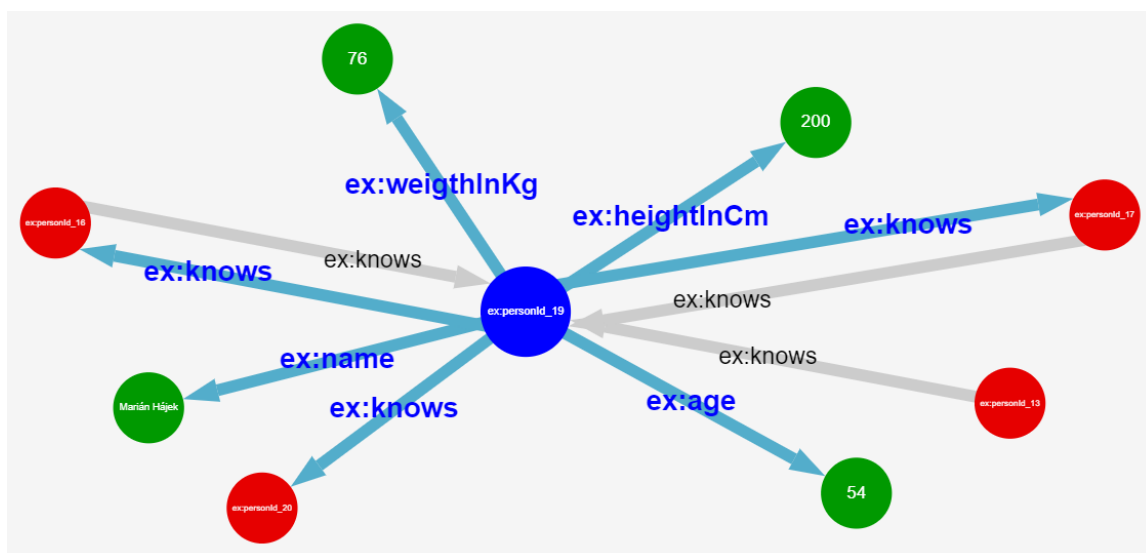 76
200
ex:weigthInKg
ex:personId_16
ex:heightInCm
ex:knows
ex:personId_17
ex:knows
ex:knows
ex:knows
ex:personId_19
ex:name
ex:knows
Marián Hájek
ex:knows
ex:age
ex:personId_13
54
ex:personId_20